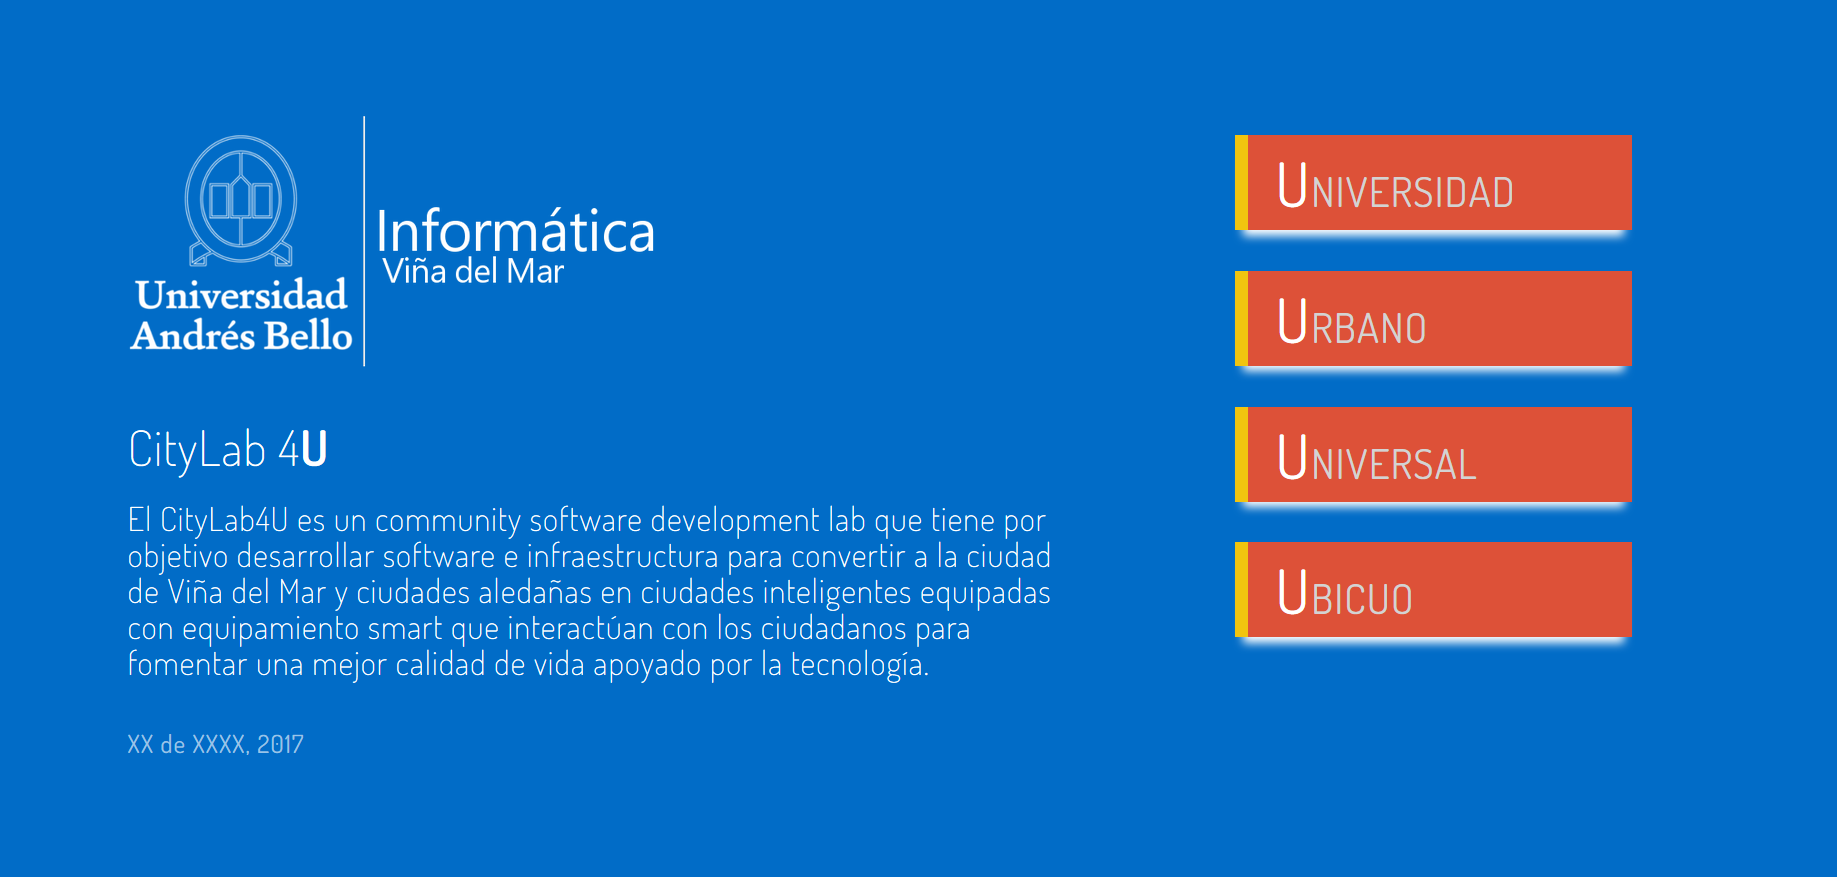 Universidad
Andrés Bello
Informática
Viña del Mar
CityLab 4U
El CityLab4U es un community software development lab que tiene por
objetivo desarrollar software e infraestructura para convertir a la ciudad
de Viña del Mar y ciudades aledañas en ciudades inteligentes equipadas
con equipamiento smart que interactúan con los ciudadanos para
fomentar una mejor calidad de vida apoyado por la tecnología.
XX de XXXX, 2017
UNIVERSIDAD
URBANO
UNIVERSAL
UBICUO